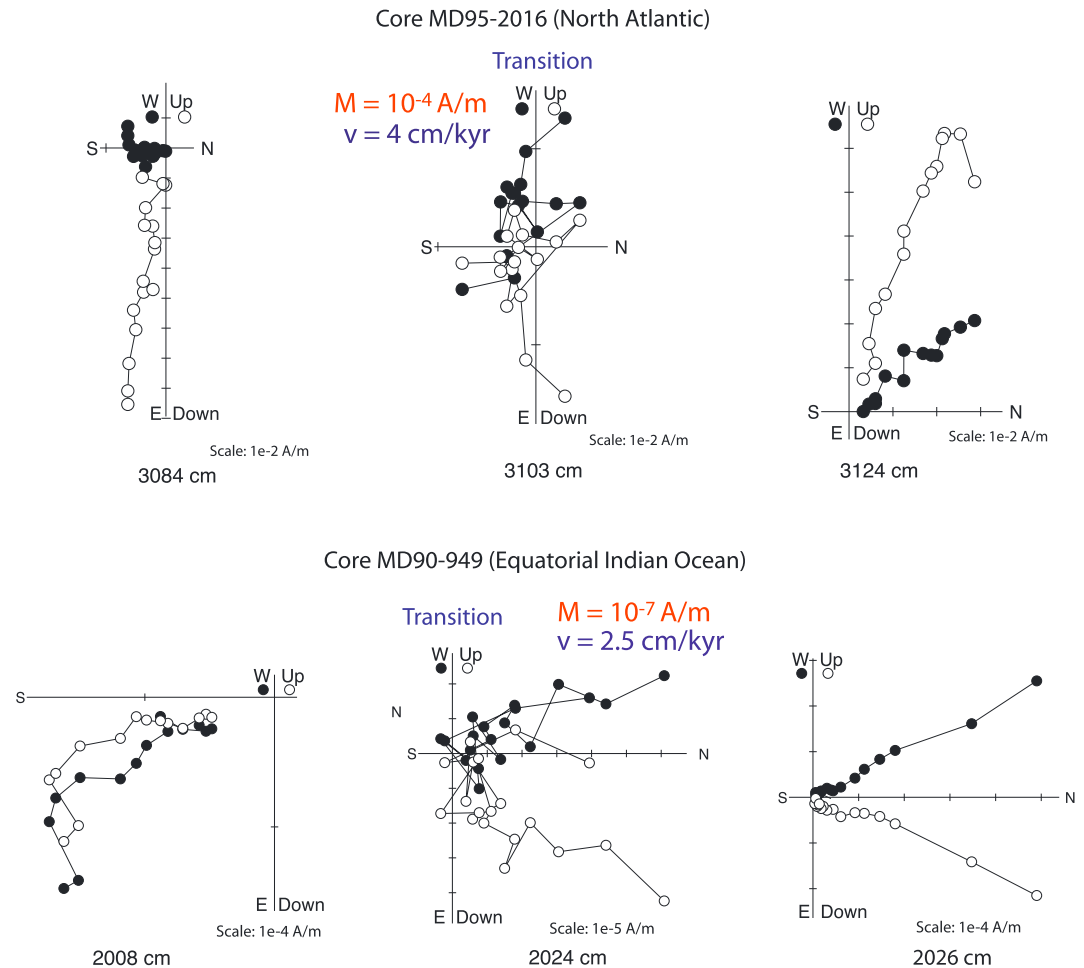 Core MD95-2016 (North Atlantic)
Transition
M = 10-4 A/m
v = 4 cm/kyr
W Up
S N
E Down
Scale: 1e-2 A/m
3084 cm
W Up
S N
E Down
Scale: 1e-2 A/m
3103 cm
W Up
S N
E Down
Scale: 1e-2 A/m
3124 cm
Core MD90-949 (Equatorial Indian Ocean)
Transition
M = 10-7 A/m
v = 2.5 cm/kyr
W Up
S
E Down
Scale: 1e-4 A/m
2008 cm
W Up
N
S N
E Down
Scale: 1e-5 A/m
2024 cm
W Up
S N
E Down
Scale: 1e-4 A/m
2026 cm